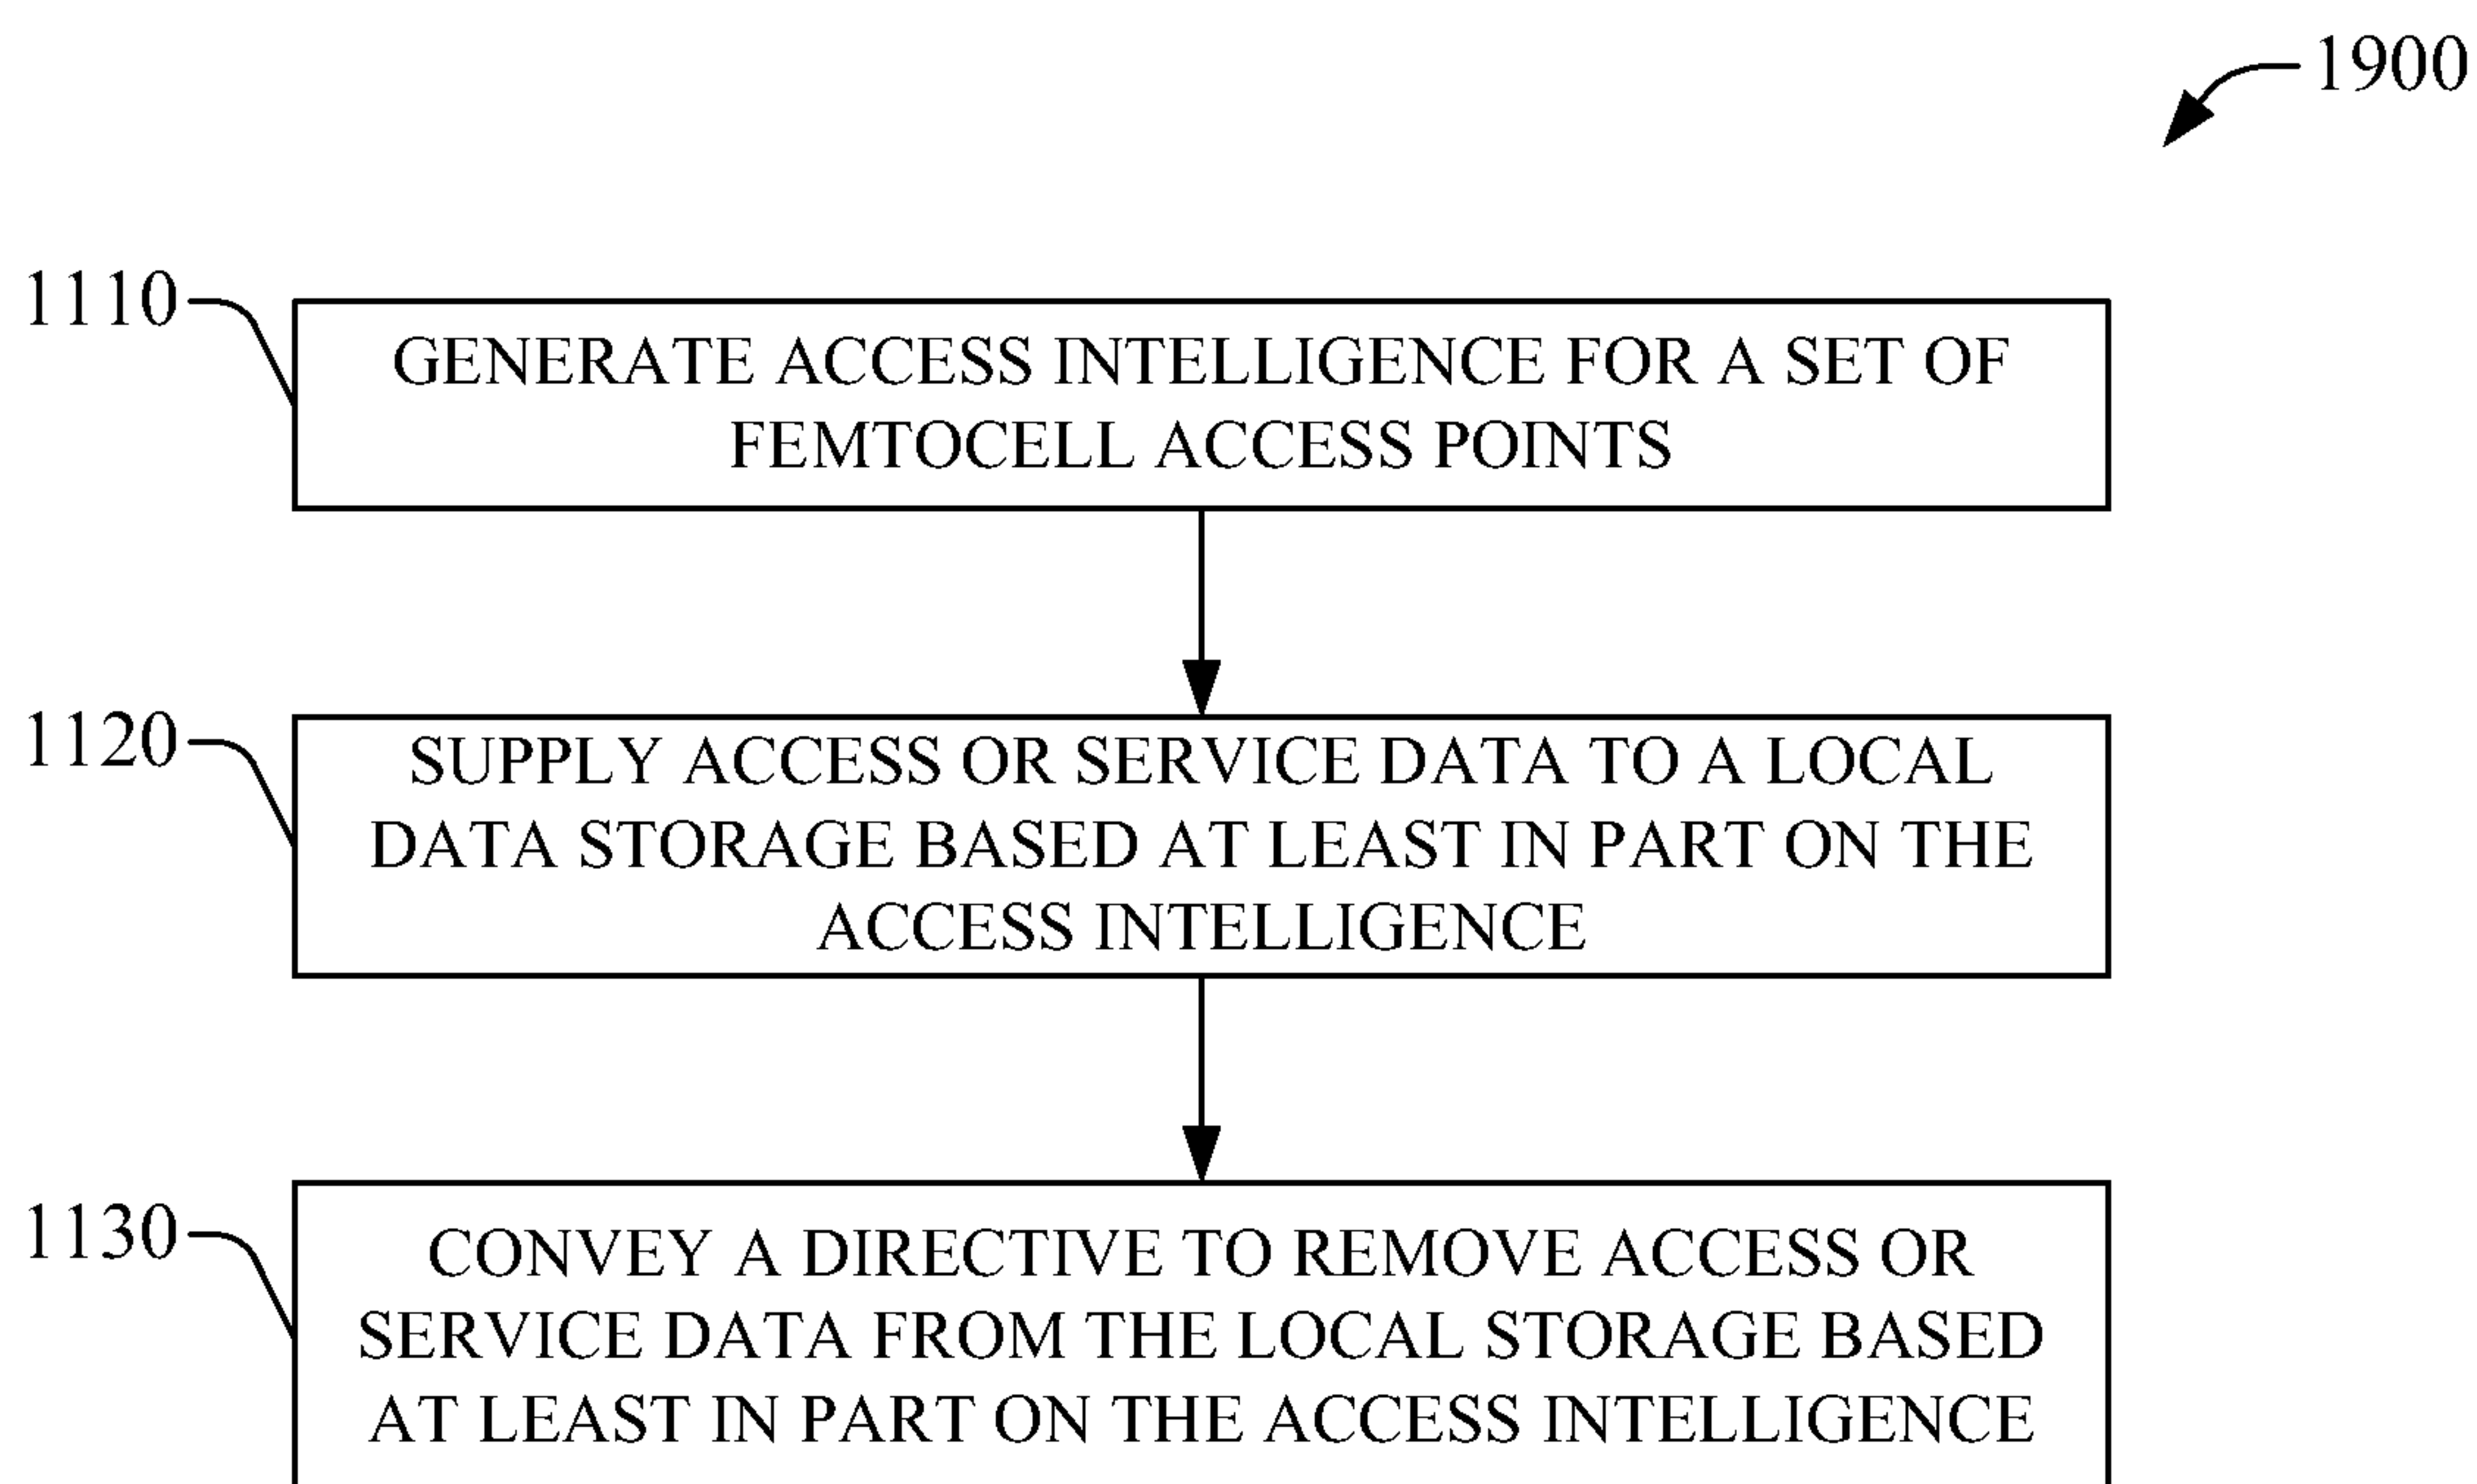 1900
1110
GENERATE ACCESS INTELLIGENCE FOR A SET OF
FEMTOCELL ACCESS POINTS
1120
SUPPLY ACCESS OR SERVICE DATA TO A LOCAL
DATA STORAGE BASED AT LEAST IN PART ON THE
ACCESS INTELLIGENCE
1130
CONVEY A DIRECTIVE TO REMOVE ACCESS OR
SERVICE DATA FROM THE LOCAL STORAGE BASED
AT LEAST IN PART ON THE ACCESS INTELLIGENCE